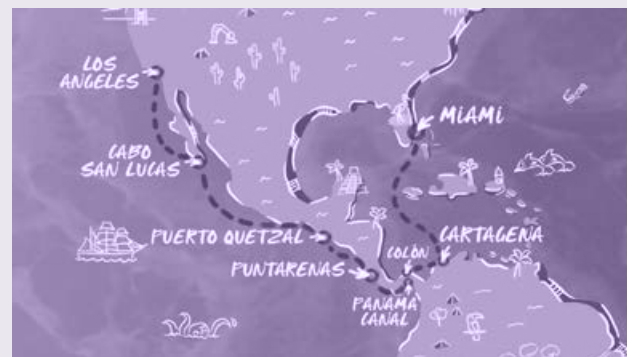 LOS
ANGELES
MIAMI
CABO
SAN LUCAS
PUERTO QUETZAL
CARTAGENA
COLÓN
PUNTARENAS
PANAMA
CANAL